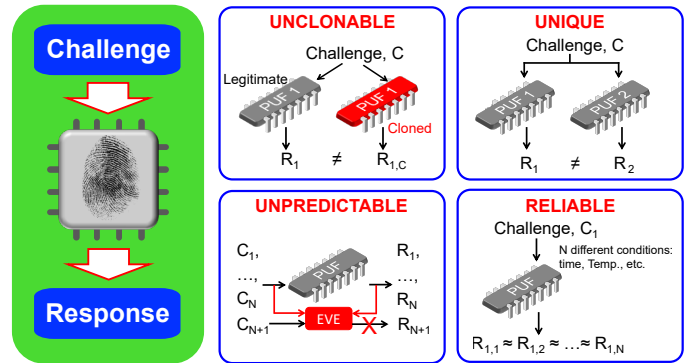 Challenge
Response
UNCLONABLE
Challenge, C
Legitimate
PUF 1
PUF 1
Cloned
R1 ≠ R1,C
UNIQUE
Challenge, C
PUF 1
PUF 2
R1 ≠ R2
UNPREDICTABLE
C1,
…,
CN
CN+1
PUF
EVE
X
R1,
…,
RN
RN+1
RELIABLE
Challenge, C1
N different conditions:
time, Temp., etc.
PUF
R1,1 ≈ R1,2 ≈ …≈ R1,N